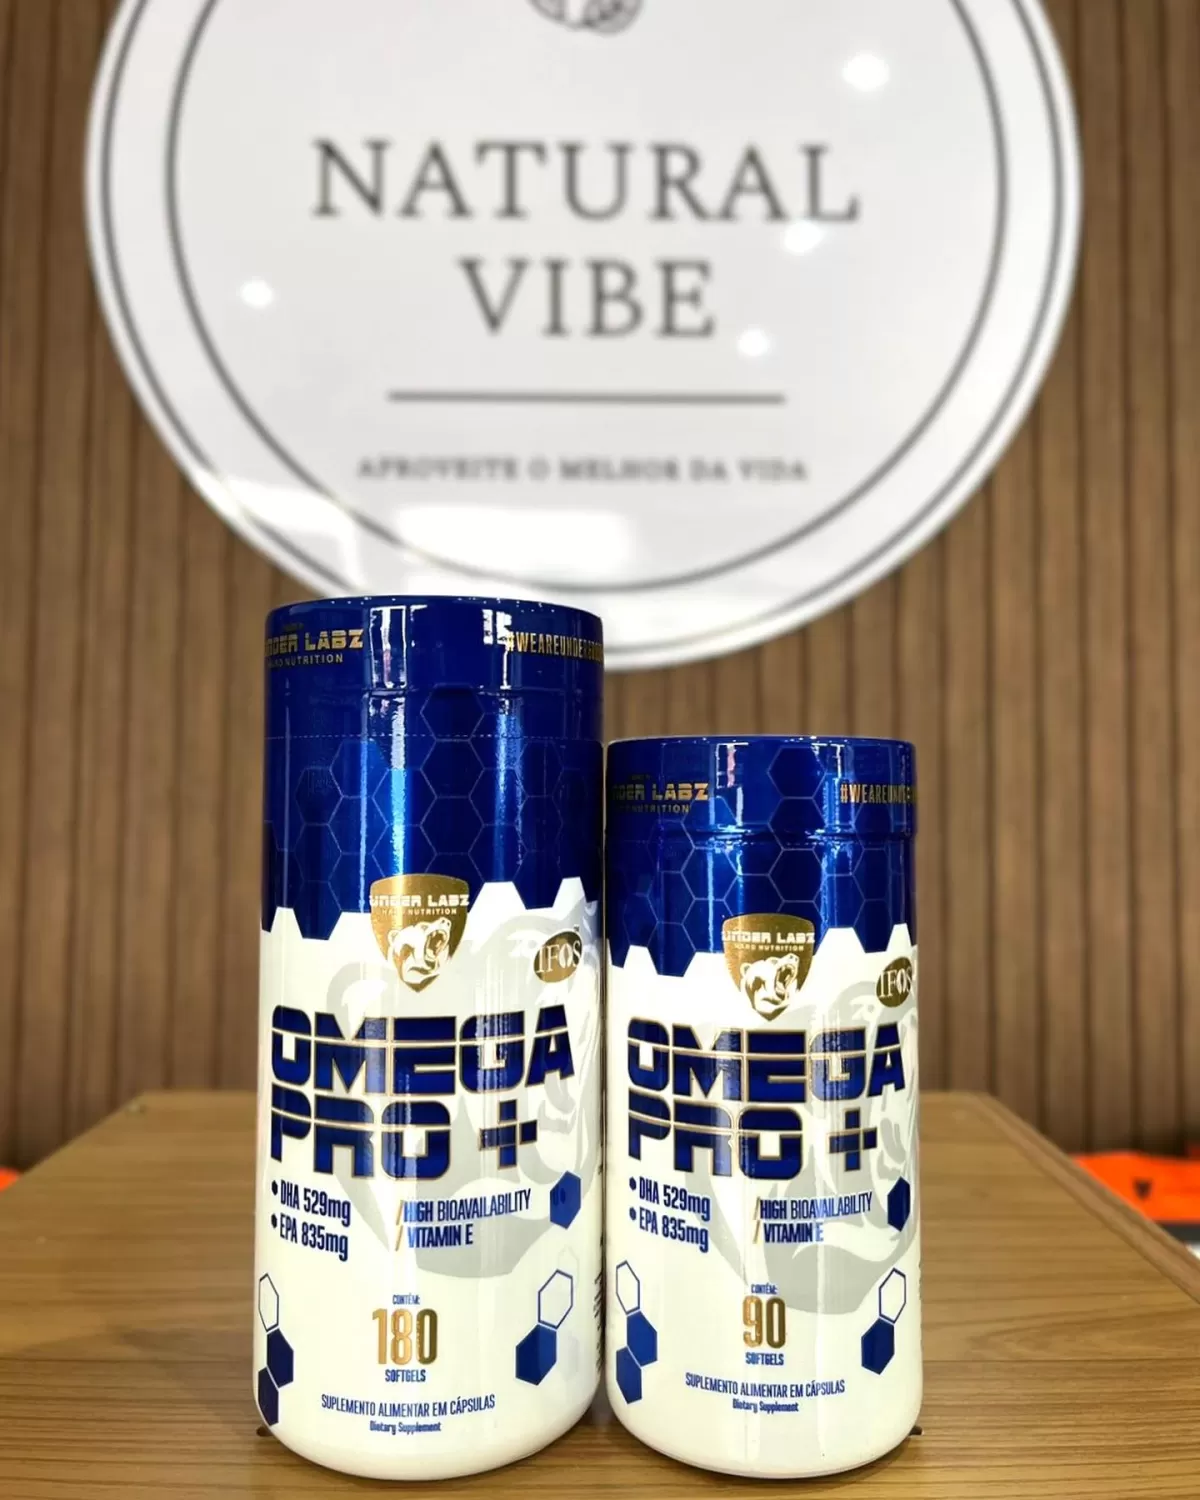 NATURAL
VIBE
APROVEITE O MELHOR DA VIDA
UNDER LABZ
HARD NUTRITION
IFOS
OMEGA
PRO +
• DHA 529mg
• EPA 835mg
/HIGH BIOAVAILABILITY
/VITAMIN E
CONTÉM:
180
SOFTGELS
SUPLEMENTO ALIMENTAR EM CÁPSULAS
Dietary Supplement
LABZ
NUTRITION
UNDER LABZ
HARD NUTRITION
IFOS
OMEGA
PRO +
• DHA 529mg
• EPA 835mg
/HIGH BIOAVAILABILITY
/VITAMIN E
CONTÉM:
90
SOFTGELS
SUPLEMENTO ALIMENTAR EM CÁPSULAS
Dietary Supplement